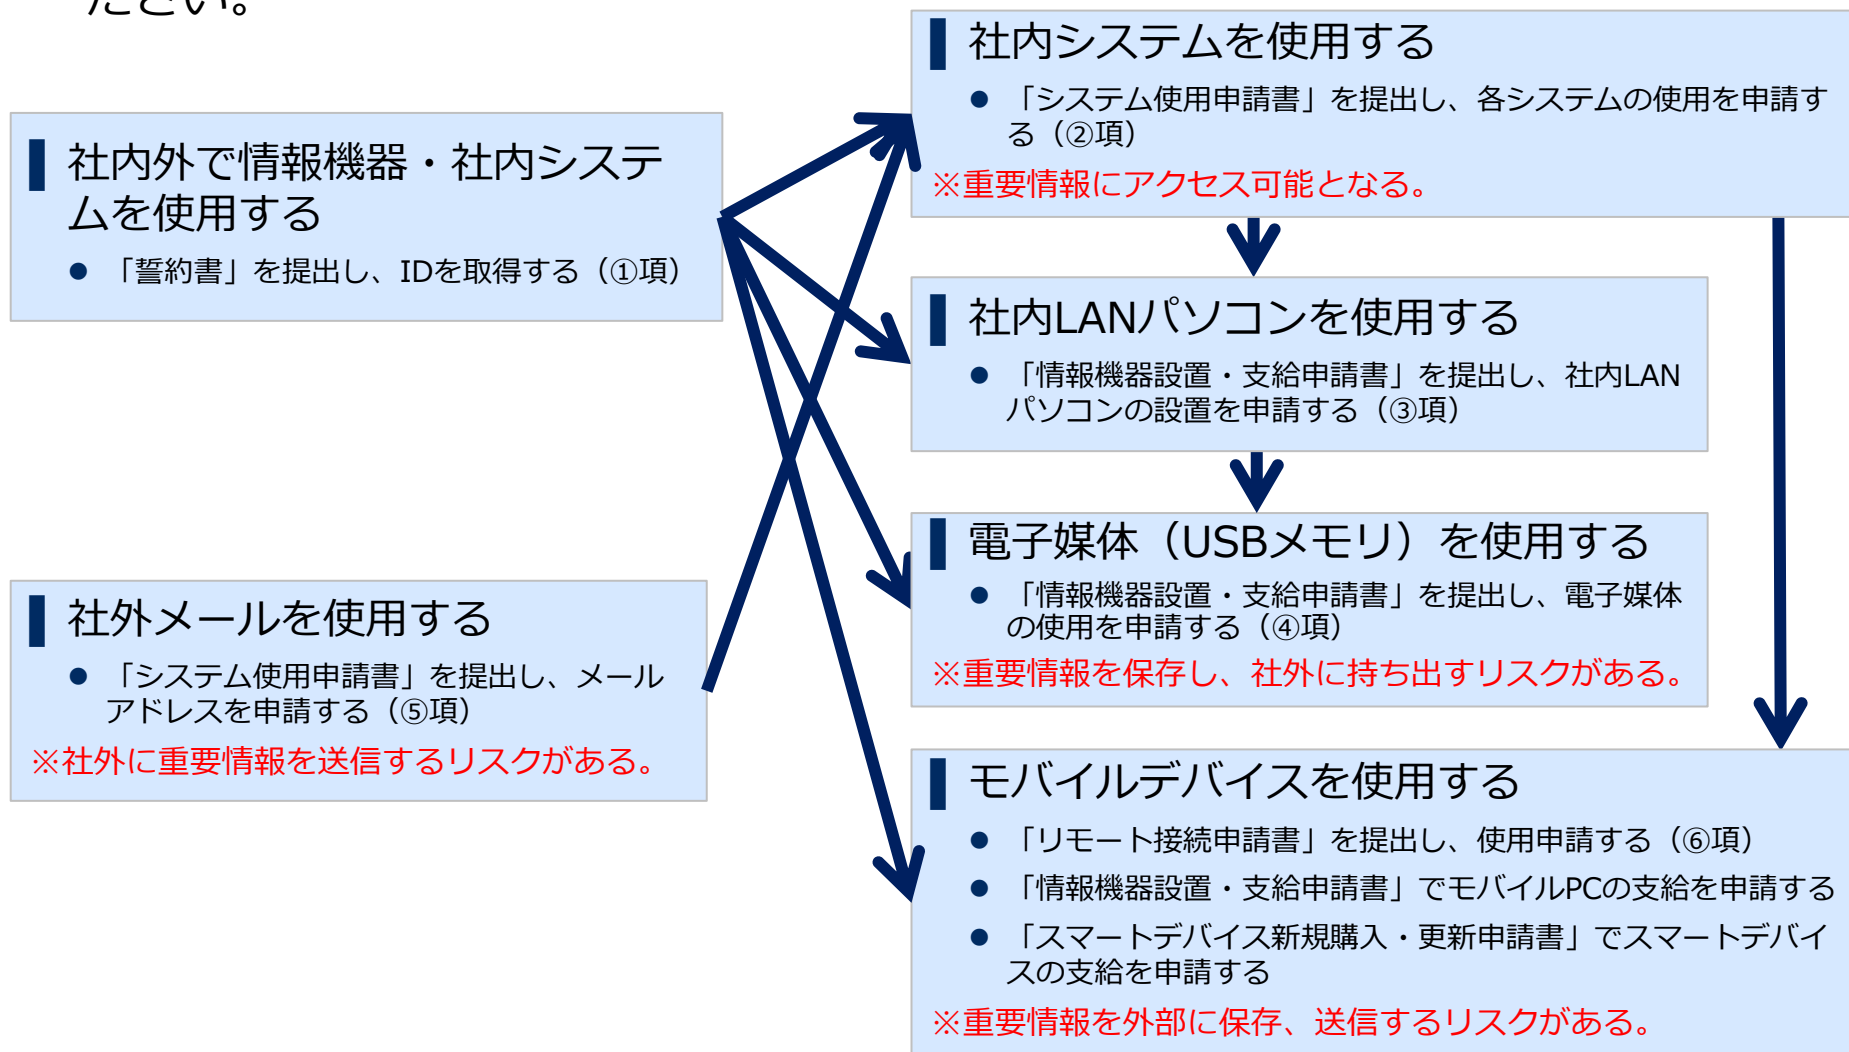 ださい。
社内外で情報機器・社内システ
ムを使用する
● 「誓約書」を提出し、IDを取得する（①項）
社外メールを使用する
● 「システム使用申請書」を提出し、メール
アドレスを申請する（⑤項）
※社外に重要情報を送信するリスクがある。
社内システムを使用する
● 「システム使用申請書」を提出し、各システムの使用を申請す
る（②項）
※重要情報にアクセス可能となる。
社内LANパソコンを使用する
● 「情報機器設置・支給申請書」を提出し、社内LAN
パソコンの設置を申請する（③項）
電子媒体（USBメモリ）を使用する
● 「情報機器設置・支給申請書」を提出し、電子媒体
の使用を申請する（④項）
※重要情報を保存し、社外に持ち出すリスクがある。
モバイルデバイスを使用する
● 「リモート接続申請書」を提出し、使用申請する（⑥項）
● 「情報機器設置・支給申請書」でモバイルPCの支給を申請する
● 「スマートデバイス新規購入・更新申請書」でスマートデバイ
スの支給を申請する
※重要情報を外部に保存、送信するリスクがある。